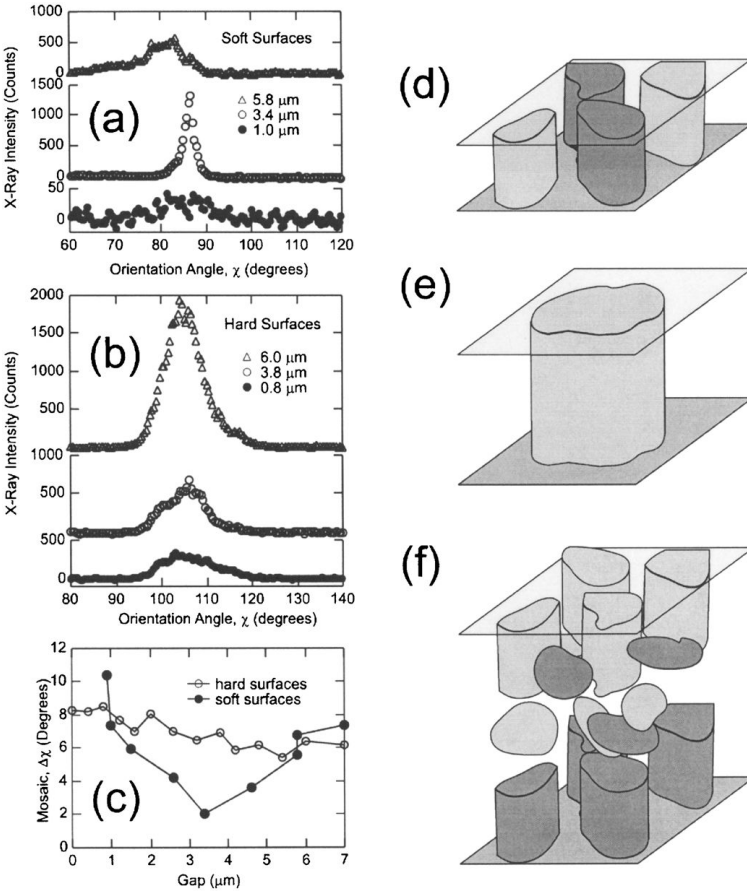 1000
500
0
Soft Surfaces
(a)
1500
1000
500
0
5.8 μm
3.4 μm
1.0 μm
50
0
X-Ray Intensity (Counts)
60 70 80 90 100 110 120
Orientation Angle, χ (degrees)
2000
1500
1000
500
Hard Surfaces
(b)
6.0 μm
3.8 μm
0.8 μm
1000
500
500
0
X-Ray Intensity (Counts)
80 90 100 110 120 130 140
Orientation Angle, χ (degrees)
12
10
8
6
4
2
0
hard surfaces
soft surfaces
(c)
Mosaic, Δχ (Degrees)
0 1 2 3 4 5 6 7
Gap (μm)
(d)
(e)
(f)